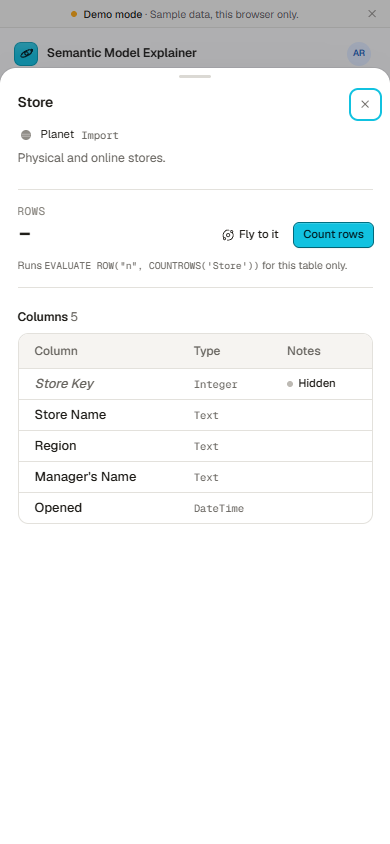 Demo mode · Sample data, this browser only.
Semantic Model Explainer
AR
Store
Planet Import
Physical and online stores.
ROWS
–
Fly to it
Count rows
Runs EVALUATE ROW("n", COUNTROWS('Store')) for this table only.
Columns 5
Column Type Notes
Store Key Integer Hidden
Store Name Text
Region Text
Manager's Name Text
Opened DateTime